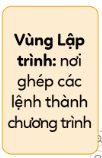 Vùng Lập
trình: nơi
ghép các
lệnh thành
chương trình